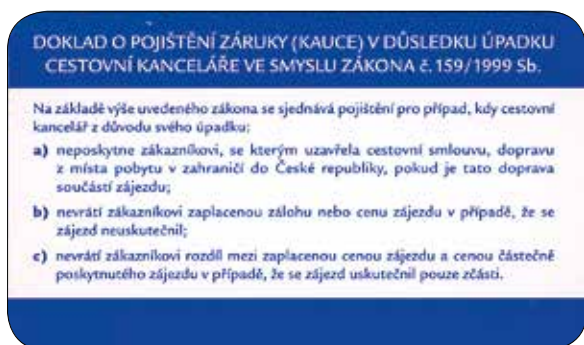 DOKLAD O POJIŠTĚNÍ ZÁRUKY (KAUCE) V DŮSLEDKU ÚPADKU
CESTOVNÍ KANCELÁŘE VE SMYSLU ZÁKONA č. 159/1999 Sb.
Na základě výše uvedeného zákona se sjednává pojištění pro případ, kdy cestovní
kancelář z důvodu svého úpadku:
a) neposkytne zákazníkovi, se kterým uzavřela cestovní smlouvu, dopravu
z místa pobytu v zahraničí do České republiky, pokud je tato doprava
součástí zájezdu;
b) nevrátí zákazníkovi zaplacenou zálohu nebo cenu zájezdu v případě, že se
zájezd neuskutečnil;
c) nevrátí zákazníkovi rozdíl mezi zaplacenou cenou zájezdu a cenou částečně
poskytnutého zájezdu v případě, že se zájezd uskutečnil pouze zčásti.